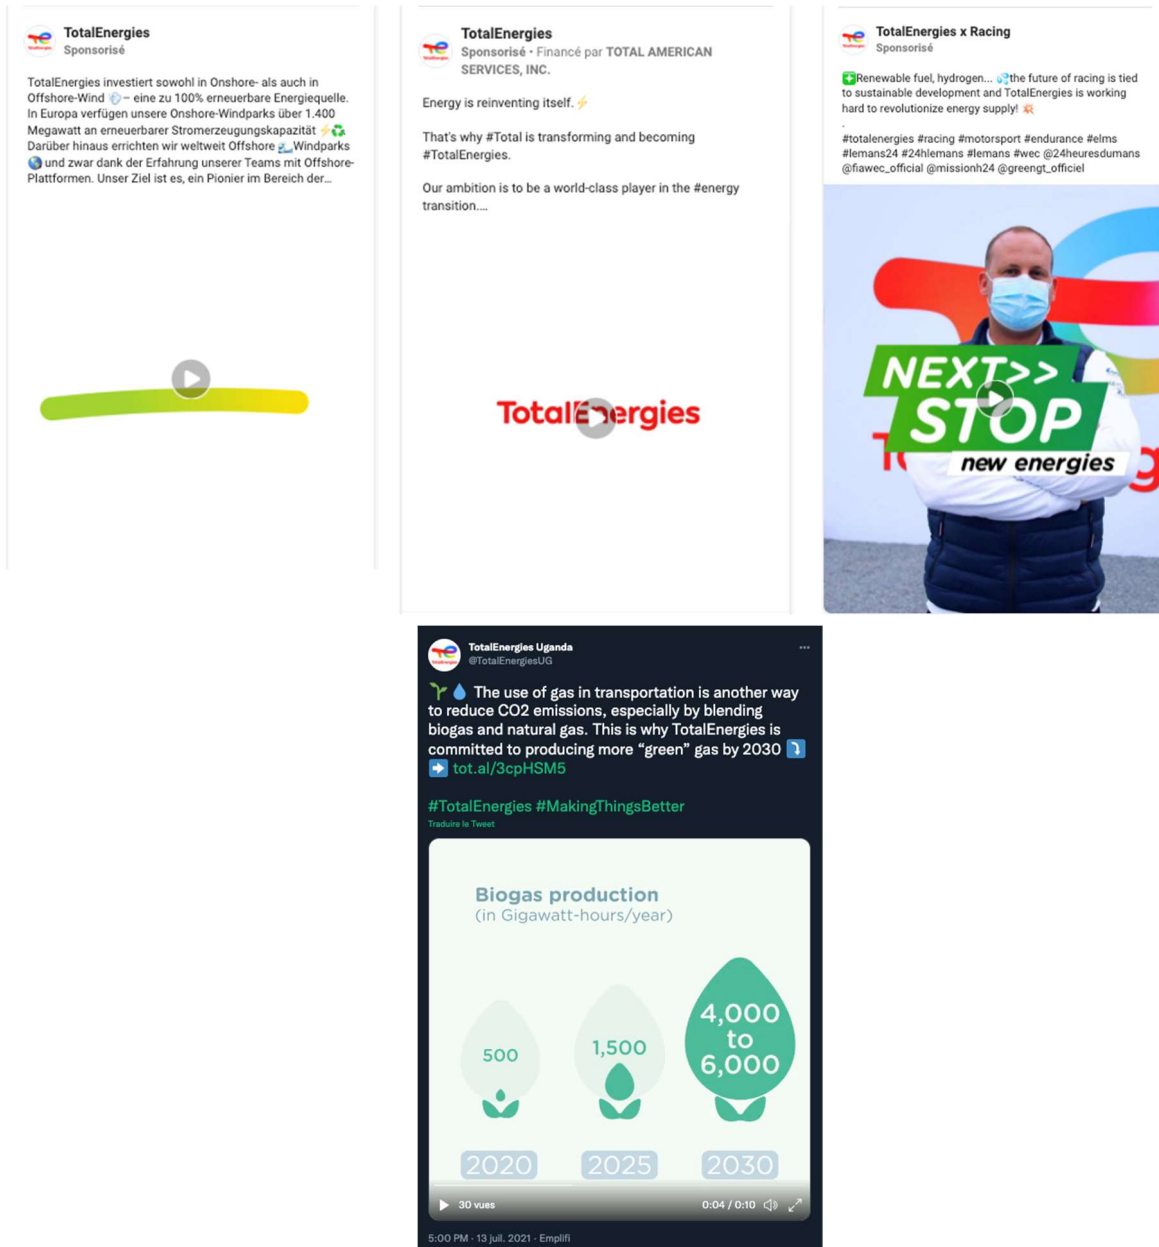 TotalEnergies
Sponsorisé
TotalEnergies investiert sowohl in Onshore- als auch in
Offshore-Wind – eine zu 100% erneuerbare Energiequelle.
In Europa verfügen unsere Onshore-Windparks über 1.400
Megawatt an erneuerbarer Stromerzeugungskapazität ⚡♻
Darüber hinaus errichten wir weltweit Offshore 🌊Windparks
🌍 und zwar dank der Erfahrung unserer Teams mit Offshore-
Plattformen. Unser Ziel ist es, ein Pionier im Bereich der...
TotalEnergies
Sponsorisé · Financé par TOTAL AMERICAN
SERVICES, INC.
Energy is reinventing itself.⚡
That's why #Total is transforming and becoming
#TotalEnergies.
Our ambition is to be a world-class player in the #energy
transition....
TotalEnergies
TotalEnergies x Racing
Sponsorisé
➕Renewable fuel, hydrogen... 💦the future of racing is tied
to sustainable development and TotalEnergies is working
hard to revolutionize energy supply! 💥
.
#totalenergies #racing #motorsport #endurance #elms
#lemans24 #24hlemans #lemans #wec @24heuresdumans
@fiawec_official @missionh24 @greengt_officiel
NEXT>>
STOP
new energies
TotalEnergies Uganda
@TotalEnergiesUG
🌱💧 The use of gas in transportation is another way
to reduce CO2 emissions, especially by blending
biogas and natural gas. This is why TotalEnergies is
committed to producing more “green” gas by 2030 ⤵
➡ tot.al/3cpHSM5
#TotalEnergies #MakingThingsBetter
Traduire le Tweet
Biogas production
(in Gigawatt-hours/year)
500
1,500
4,000
to
6,000
2020
2025
2030
30 vues
0:04 / 0:10
5:00 PM · 13 juil. 2021 · Emplifi